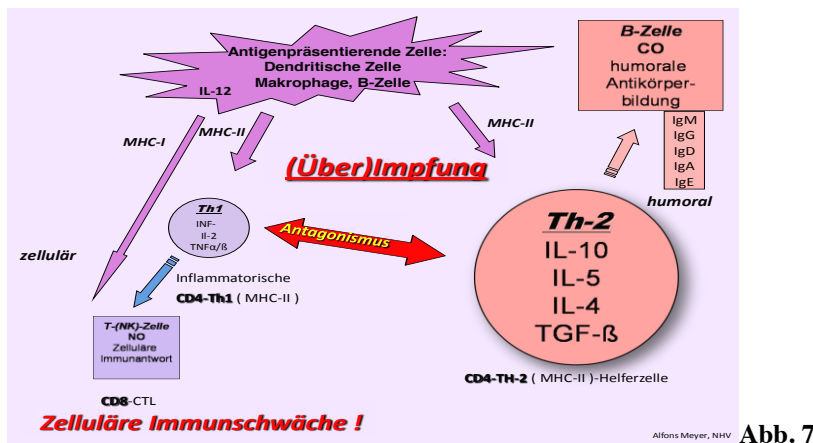 Antigenpräsentierende Zelle:
Dendritische Zelle
Makrophage, B-Zelle
IL-12
B-Zelle
CO
humorale
Antikörper-
bildung
IgM
IgG
IgD
IgA
IgE
humoral
MHC-I
MHC-II
MHC-II
(Über)Impfung
Th1
INF-
Il-2
TNFα/ß
Antagonismus
Th-2
IL-10
IL-5
IL-4
TGF-ß
zellulär
Inflammatorische
CD4-Th1 ( MHC-II )
T-(NK)-Zelle
NO
Zelluläre
Immunantwort
CD8-CTL
CD4-TH-2 ( MHC-II )-Helferzelle
Zelluläre Immunschwäche !
Alfons Meyer, NHV
Abb. 7